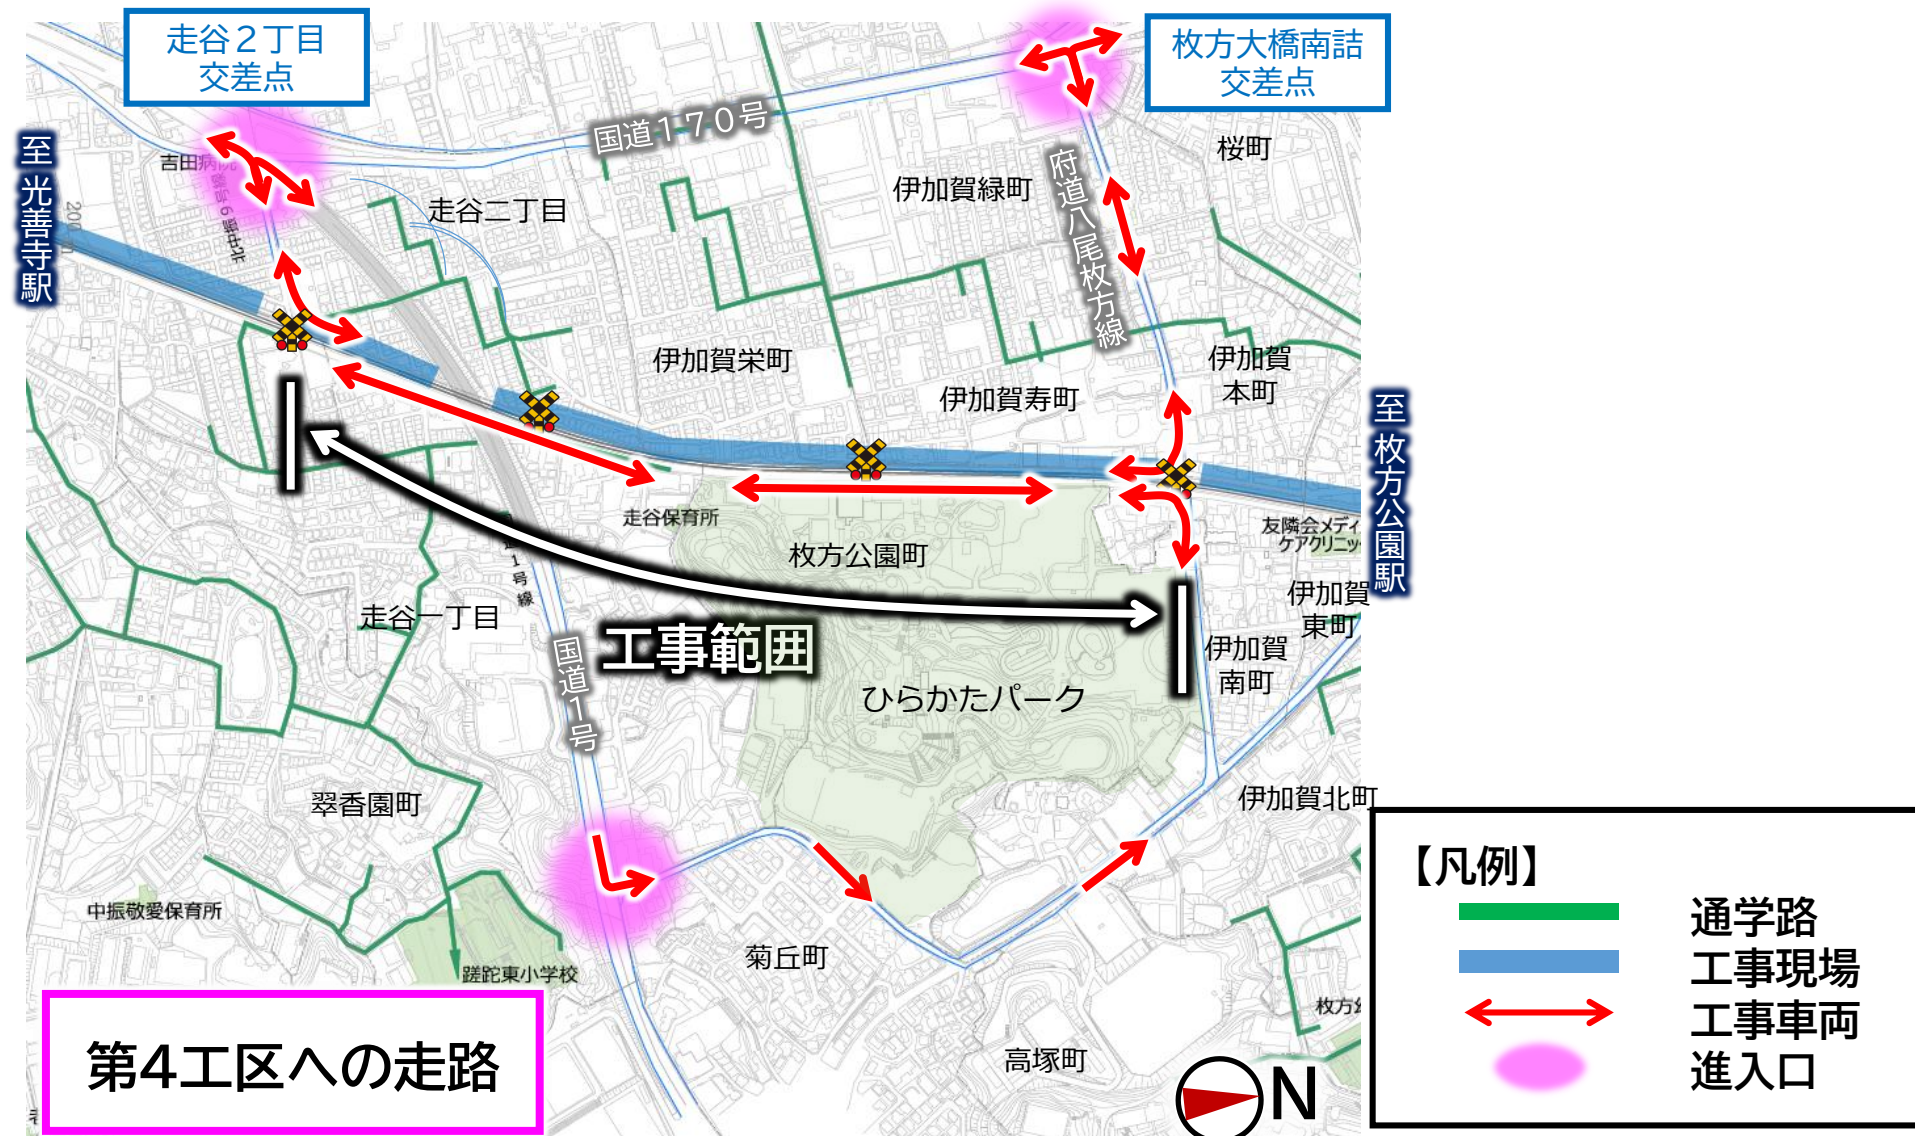 走谷２丁目
交差点
枚方大橋南詰
交差点
国道１７０号
桜町
至 光善寺駅
吉田病院
200
走谷二丁目
伊加賀緑町
府道八尾枚方線
伊加賀栄町
伊加賀寿町
伊加賀
本町
至 枚方公園駅
走谷保育所
友隣会メディ
ケアクリニッ
枚方公園町
1号線
走谷一丁目
伊加賀
東町
工事範囲
国道1号
伊加賀
南町
ひらかたパーク
翠香園町
伊加賀北町
中振敬愛保育所
菊丘町
蹉跎東小学校
枚方
高塚町
第4工区への走路
N
【凡例】
通学路
工事現場
工事車両
進入口